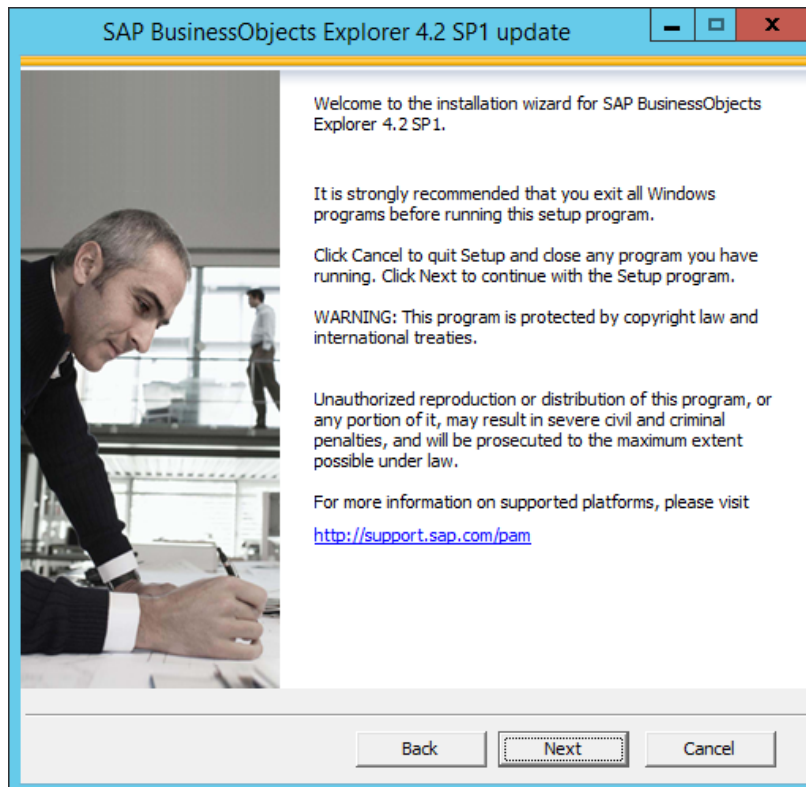 SAP BusinessObjects Explorer 4.2 SP1 update
Welcome to the installation wizard for SAP BusinessObjects
Explorer 4.2 SP1.
It is strongly recommended that you exit all Windows
programs before running this setup program.
Click Cancel to quit Setup and close any program you have
running. Click Next to continue with the Setup program.
WARNING: This program is protected by copyright law and
international treaties.
Unauthorized reproduction or distribution of this program, or
any portion of it, may result in severe civil and criminal
penalties, and will be prosecuted to the maximum extent
possible under law.
For more information on supported platforms, please visit
http://support.sap.com/pam
Back Next Cancel